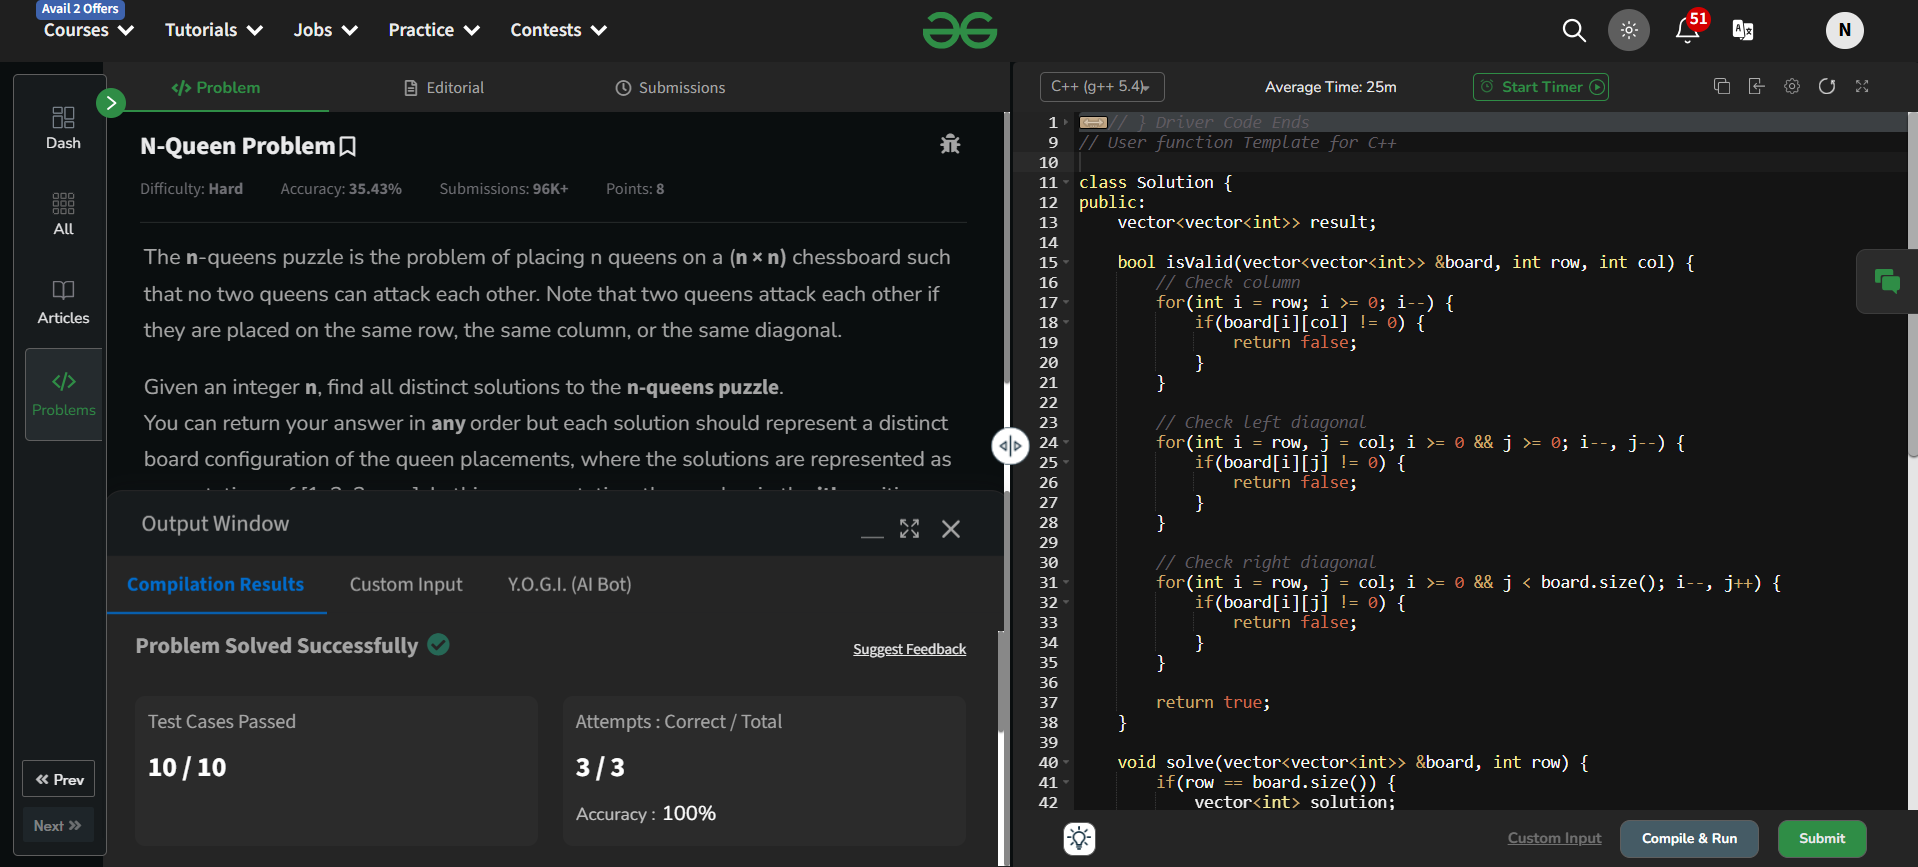 Avail 2 Offers
Courses Tutorials Jobs Practice Contests
51
N
Dash
All
Articles
</> Problems
Prev
Next
</> Problem Editorial Submissions
N-Queen Problem
Difficulty: Hard Accuracy: 35.43% Submissions: 96K+ Points: 8
The n-queens puzzle is the problem of placing n queens on a (n × n) chessboard such
that no two queens can attack each other. Note that two queens attack each other if
they are placed on the same row, the same column, or the same diagonal.
Given an integer n, find all distinct solutions to the n-queens puzzle.
You can return your answer in any order but each solution should represent a distinct
board configuration of the queen placements, where the solutions are represented as
Output Window
Compilation Results Custom Input Y.O.G.I. (AI Bot)
Problem Solved Successfully
Suggest Feedback
Test Cases Passed
10 / 10
Attempts : Correct / Total
3 / 3
Accuracy : 100%
C++ (g++ 5.4) Average Time: 25m Start Timer
1 // } Driver Code Ends
9 // User function Template for C++
10
11 class Solution {
12 public:
13 vector<vector<int>> result;
14
15 bool isValid(vector<vector<int>> &board, int row, int col) {
16 // Check column
17 for(int i = row; i >= 0; i--) {
18 if(board[i][col] != 0) {
19 return false;
20 }
21 }
22
23 // Check left diagonal
24 for(int i = row, j = col; i >= 0 && j >= 0; i--, j--) {
25 if(board[i][j] != 0) {
26 return false;
27 }
28 }
29
30 // Check right diagonal
31 for(int i = row, j = col; i >= 0 && j < board.size(); i--, j++) {
32 if(board[i][j] != 0) {
33 return false;
34 }
35 }
36
37 return true;
38 }
39
40 void solve(vector<vector<int>> &board, int row) {
41 if(row == board.size()) {
42 vector<int> solution;
Custom Input Compile & Run Submit